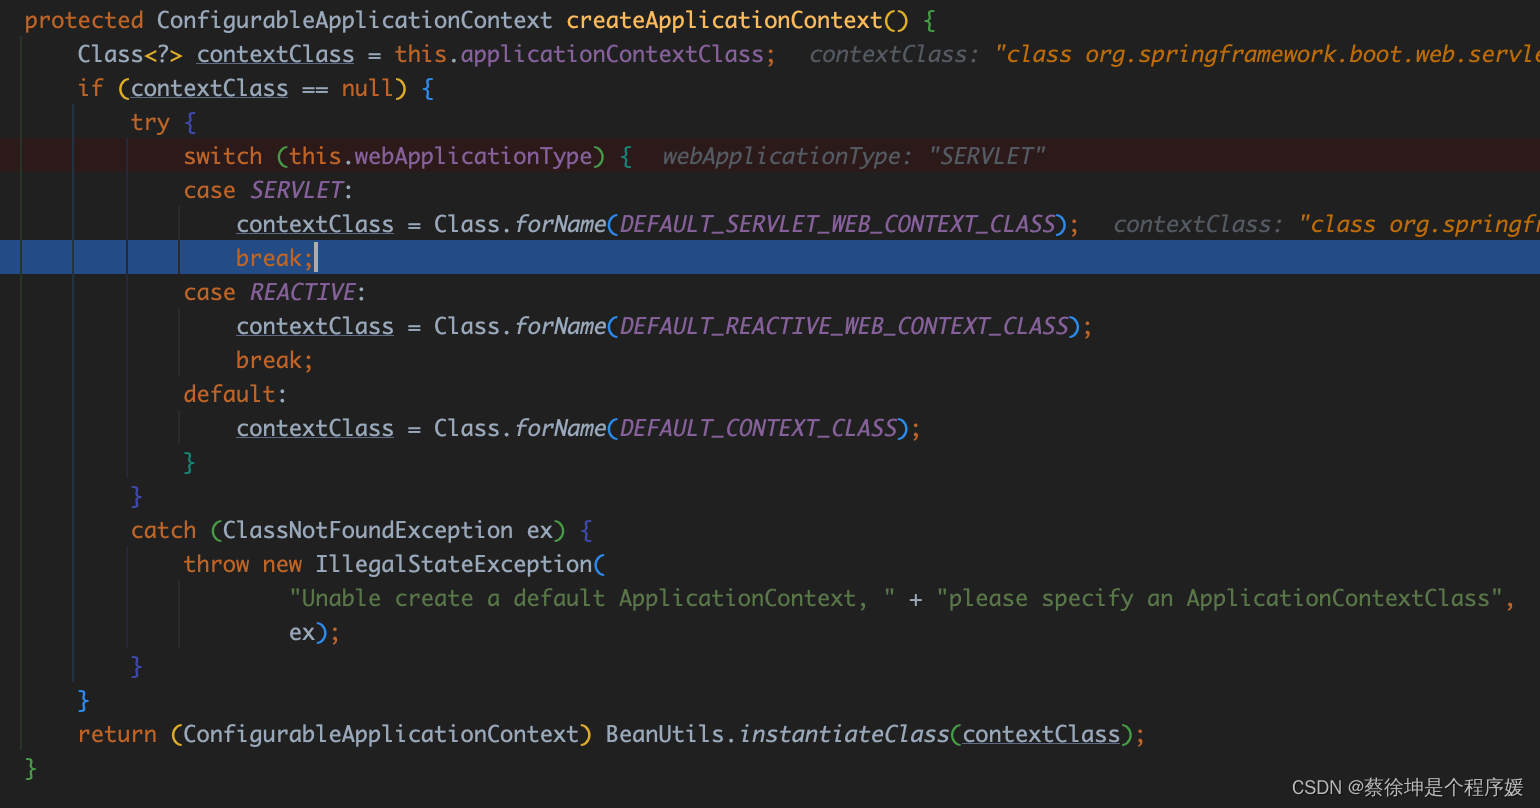 protected ConfigurableApplicationContext createApplicationContext() {
Class<?> contextClass = this.applicationContextClass; contextClass: "class org.springframework.boot.web.servle
if (contextClass == null) {
try {
switch (this.webApplicationType) { webApplicationType: "SERVLET"
case SERVLET:
contextClass = Class.forName(DEFAULT_SERVLET_WEB_CONTEXT_CLASS); contextClass: "class org.springfr
break;
case REACTIVE:
contextClass = Class.forName(DEFAULT_REACTIVE_WEB_CONTEXT_CLASS);
break;
default:
contextClass = Class.forName(DEFAULT_CONTEXT_CLASS);
}
}
catch (ClassNotFoundException ex) {
throw new IllegalStateException(
"Unable create a default ApplicationContext, " + "please specify an ApplicationContextClass",
ex);
}
}
return (ConfigurableApplicationContext) BeanUtils.instantiateClass(contextClass);
}
CSDN @蔡徐坤是个程序媛